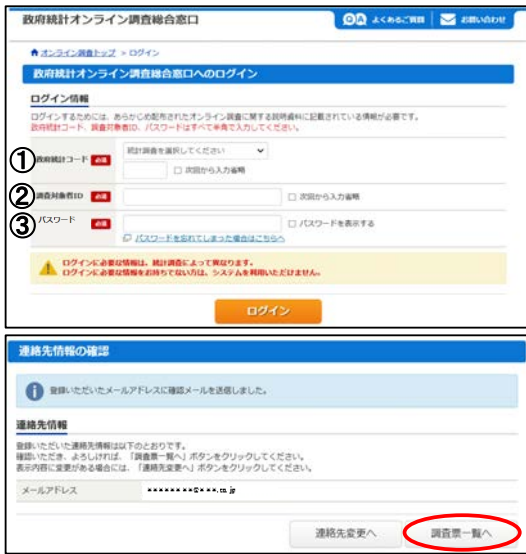 政府統計オンライン調査総合窓口
Q&A よくあるご質問
お問い合わせ
オンライン調査トップ > ログイン
政府統計オンライン調査総合窓口へのログイン
ログイン情報
ログインするためには、あらかじめ配布されたオンライン調査に関する説明資料に記載されている情報が必要です。
政府統計コード、調査対象者ID、パスワードはすべて半角で入力してください。
① 政府統計コード 必須
統計調査を選択してください
次回から入力省略
② 調査対象者ID 必須
次回から入力省略
③ パスワード 必須
パスワードを表示する
パスワードを忘れてしまった場合はこちらへ
ログインに必要な情報は、統計調査によって異なります。
ログインに必要な情報をお持ちでない方は、システムを利用いただけません。
ログイン
連絡先情報の確認
登録いただいたメールアドレスに確認メールを送信しました。
連絡先情報
登録いただいた連絡先情報は以下のとおりです。
確認いただき、よろしければ、「調査票一覧へ」ボタンをクリックしてください。
表示内容に変更がある場合には、「連絡先変更へ」ボタンをクリックしてください。
メールアドレス ********@***.co.jp
連絡先変更へ
調査票一覧へ